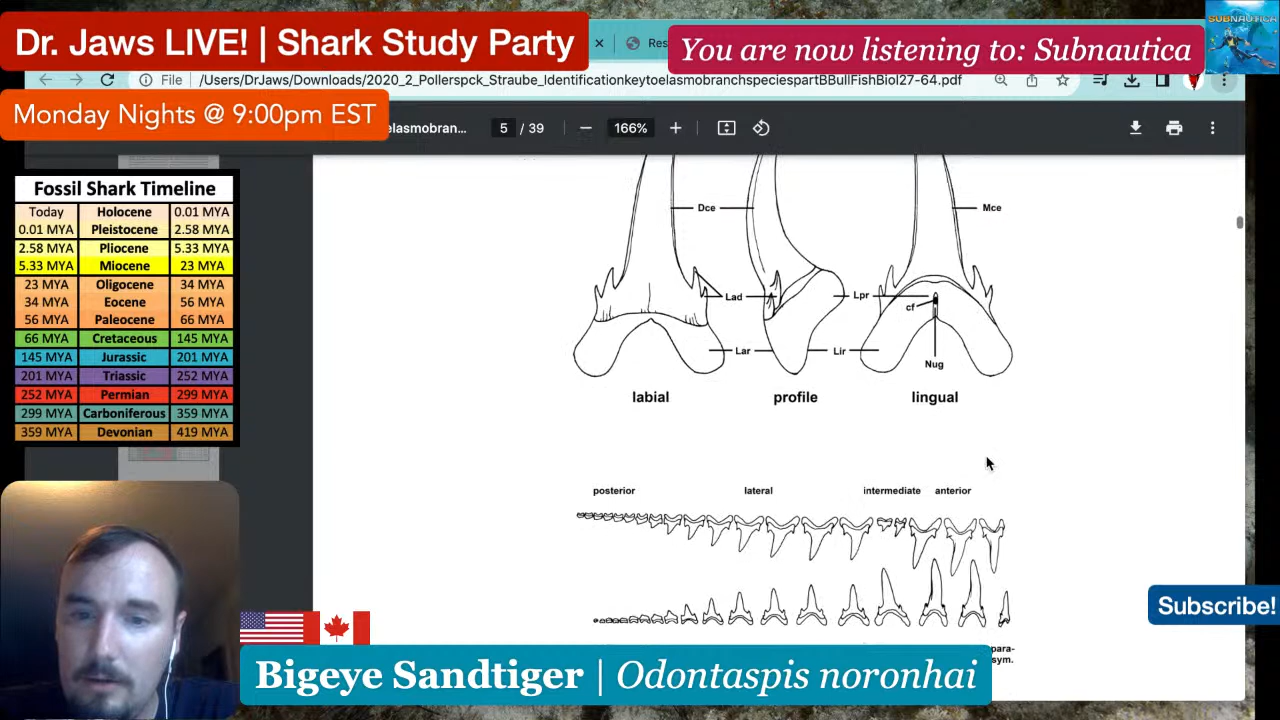 Dr. Jaws LIVE! | Shark Study Party
You are now listening to: Subnautica
SUBNAUTICA
Res
File
/Users/DrJaws/Downloads/2020_2_Pollerspck_Straube_IdentificationkeytoelasmobranchspeciespartBBullFishBiol27-64.pdf
Monday Nights @ 9:00pm EST
elasmobran...
5 / 39
166%
Fossil Shark Timeline
Today Holocene 0.01 MYA
0.01 MYA Pleistocene 2.58 MYA
2.58 MYA Pliocene 5.33 MYA
5.33 MYA Miocene 23 MYA
23 MYA Oligocene 34 MYA
34 MYA Eocene 56 MYA
56 MYA Paleocene 66 MYA
66 MYA Cretaceous 145 MYA
145 MYA Jurassic 201 MYA
201 MYA Triassic 252 MYA
252 MYA Permian 299 MYA
299 MYA Carboniferous 359 MYA
359 MYA Devonian 419 MYA
Dce Mce
Lad Lpr
cf
Lar Lir
Nug
labial profile lingual
posterior lateral intermediate anterior
para-
sym.
Subscribe!
Bigeye Sandtiger | Odontaspis noronhai